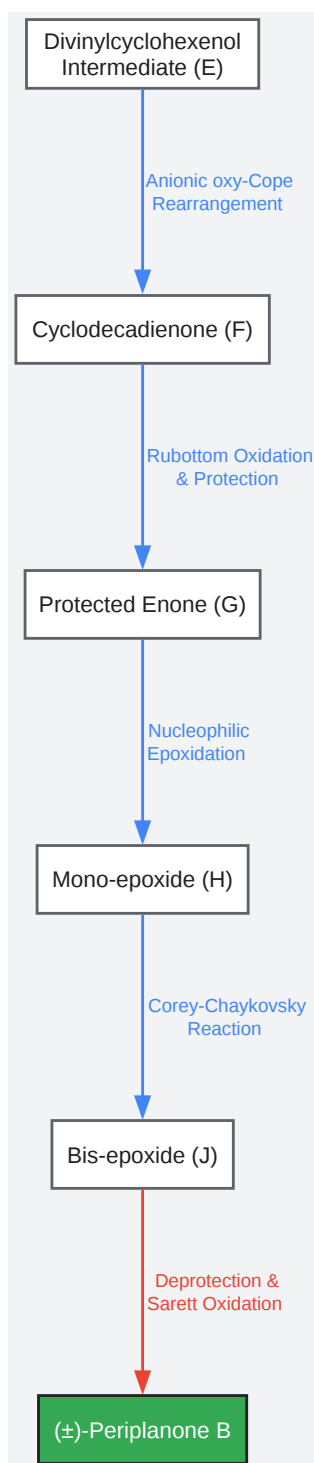 Divinylcyclohexenol
Intermediate (E)
Anionic oxy-Cope
Rearrangement
Cyclodecadienone (F)
Rubottom Oxidation
& Protection
Protected Enone (G)
Nucleophilic
Epoxidation
Mono-epoxide (H)
Corey-Chaykovsky
Reaction
Bis-epoxide (J)
Deprotection &
Sarett Oxidation
(±)-Periplanone B